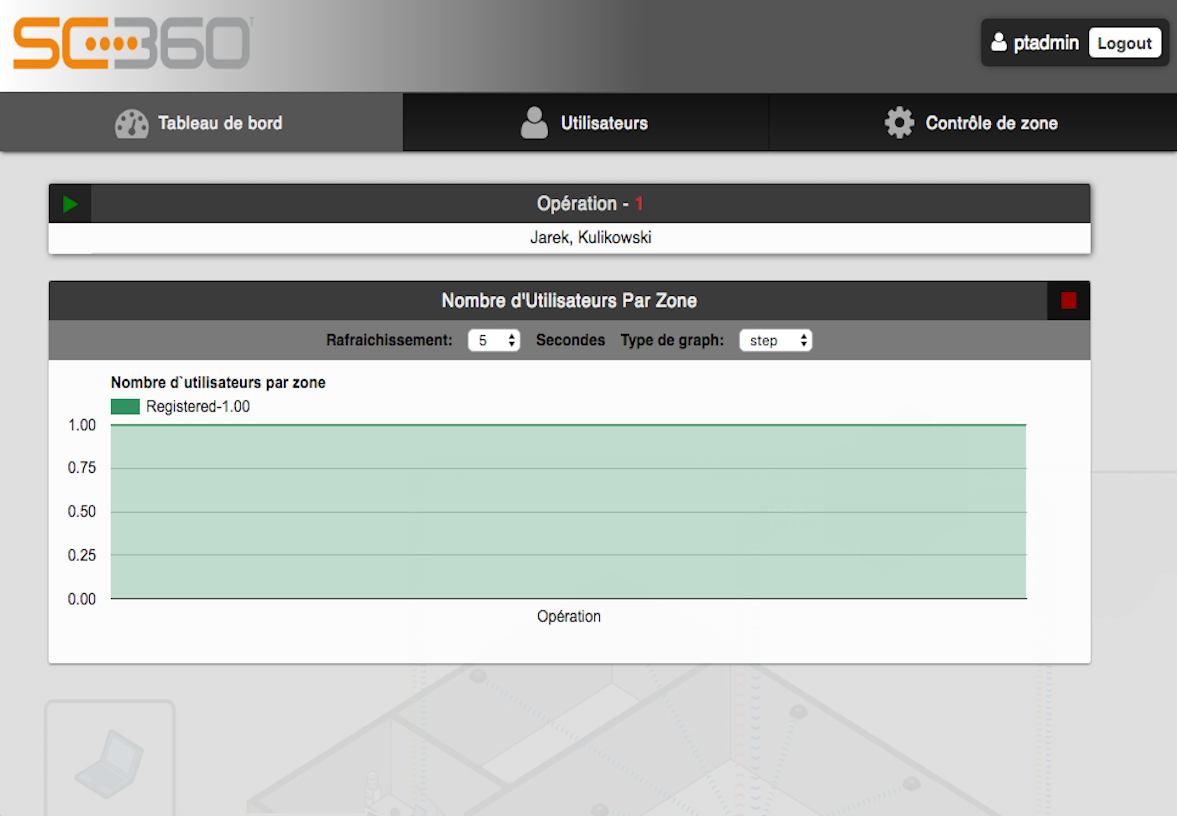 SC360
ptadmin Logout
Tableau de bord Utilisateurs Contrôle de zone
Opération - 1
Jarek, Kulikowski
Nombre d'Utilisateurs Par Zone
Rafraichissement: 5 Secondes Type de graph: step
Nombre d`utilisateurs par zone
Registered-1.00
1.00
0.75
0.50
0.25
0.00
Opération